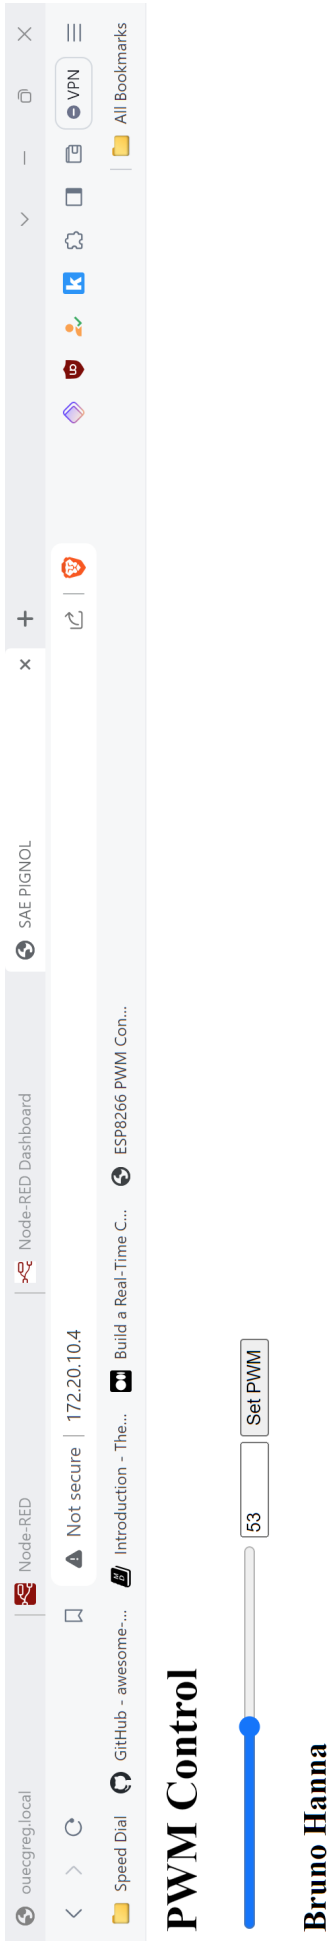 ouecgreg.local
Node-RED
Node-RED Dashboard
SAE PIGNOL
Not secure
172.20.10.4
VPN
Speed Dial
GitHub - awesome-...
Introduction - The...
Build a Real-Time C...
ESP8266 PWM Con...
All Bookmarks
PWM Control
53
Set PWM
Bruno Hanna